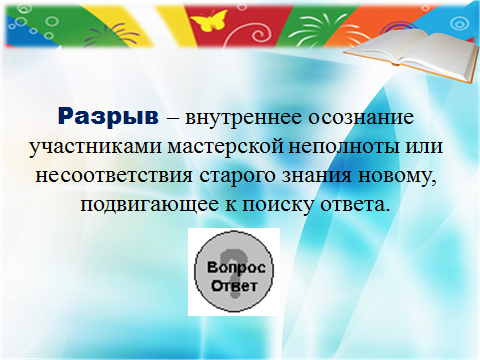 Разрыв – внутреннее осознание
участниками мастерской неполноты или
несоответствия старого знания новому,
подвигающее к поиску ответа.
Вопрос
Ответ